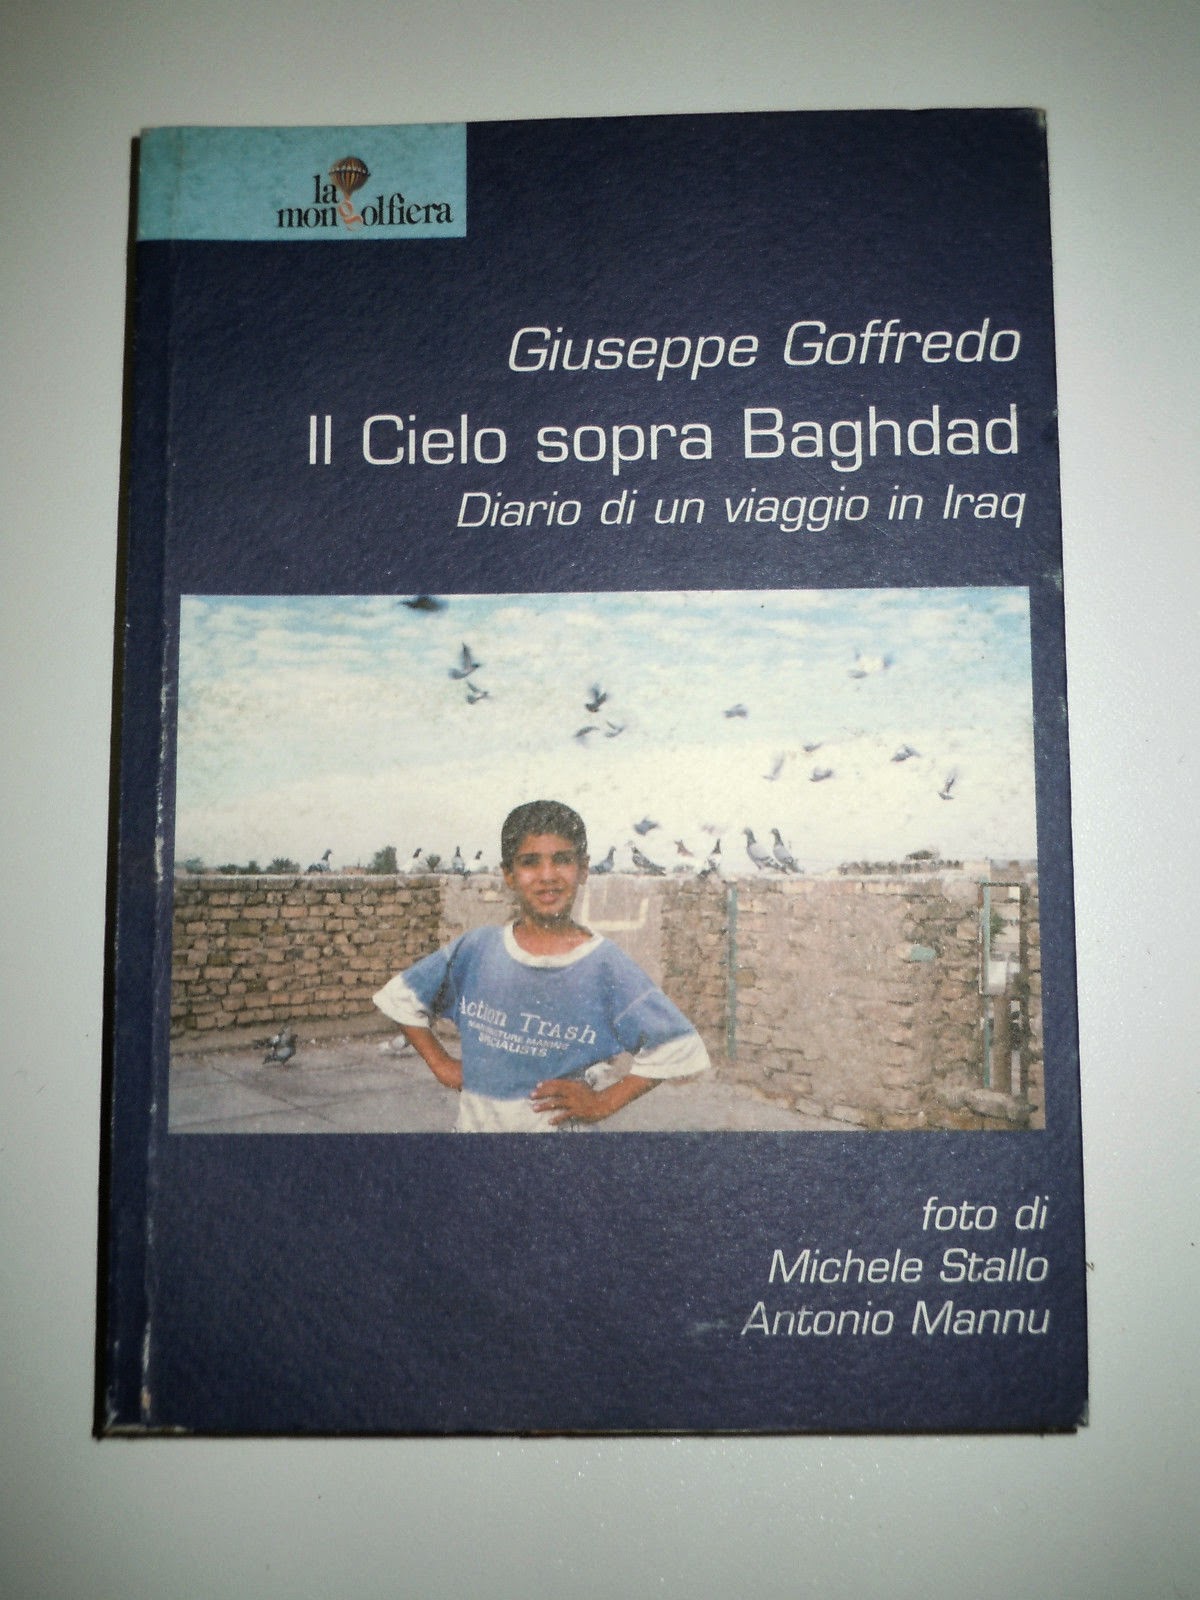 la
mongolfiera
Giuseppe Goffredo
Il Cielo sopra Baghdad
Diario di un viaggio in Iraq
Action Trash
SPECIALISTS
foto di
Michele Stallo
Antonio Mannu